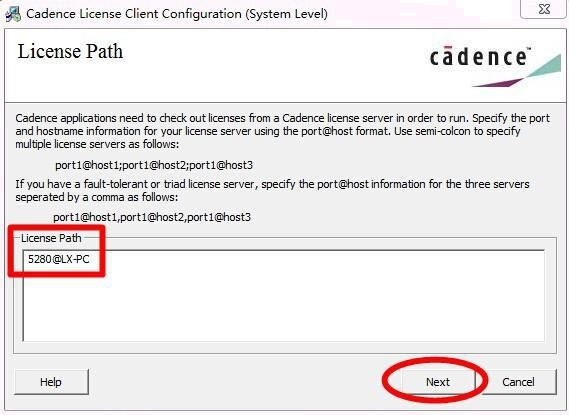 Cadence License Client Configuration (System Level)
License Path
cādence™
Cadence applications need to check out licenses from a Cadence license server in order to run. Specify the port
and hostname information for your license server using the port@host format. Use semi-colcon to specify
multiple license servers as follows:
port1@host1;port1@host2;port1@host3
If you have a fault-tolerant or triad license server, specify the port@host information for the three servers
seperated by a comma as follows:
port1@host1,port1@host2,port1@host3
License Path
5280@LX-PC
Help
Next
Cancel